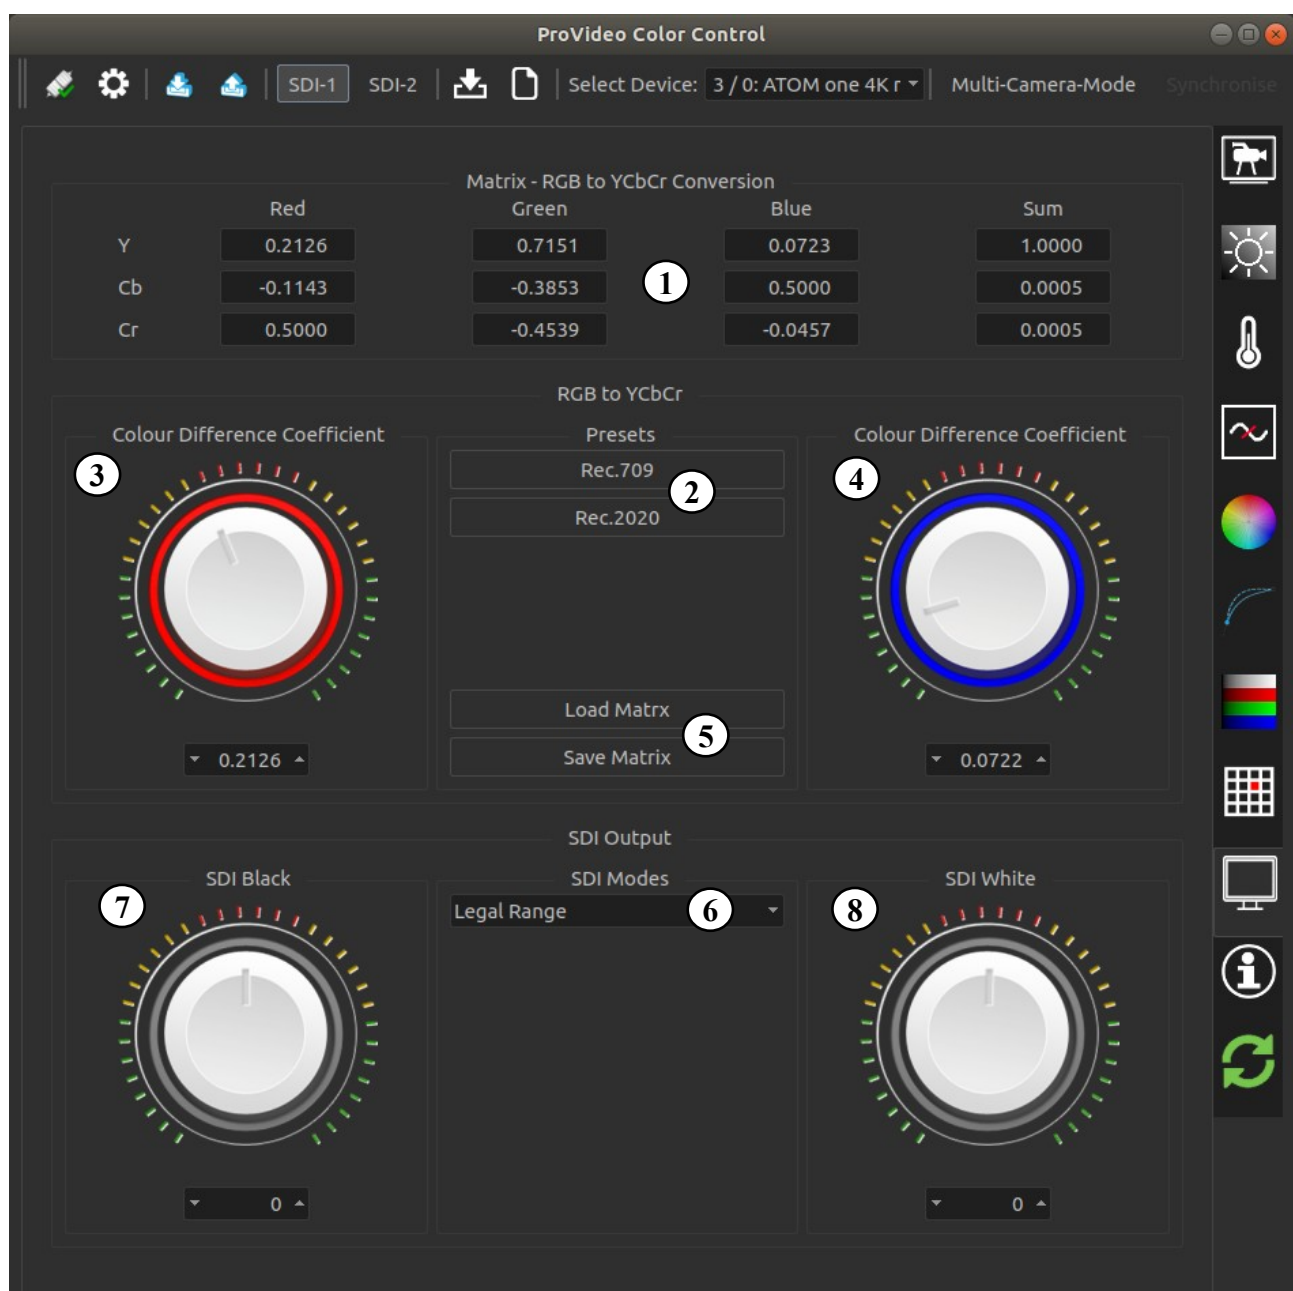 ProVideo Color Control
SDI-1 SDI-2 Select Device: 3 / 0: ATOM one 4K r Multi-Camera-Mode Synchronise
Matrix - RGB to YCbCr Conversion
Red Green Blue Sum
Y 0.2126 0.7151 0.0723 1.0000
Cb -0.1143 -0.3853 1 0.5000 0.0005
Cr 0.5000 -0.4539 -0.0457 0.0005
RGB to YCbCr
Colour Difference Coefficient Presets Colour Difference Coefficient
3 Rec.709 2 4
Rec.2020
Load Matrx
5
Save Matrix
0.2126 0.0722
SDI Output
SDI Black SDI Modes SDI White
7 Legal Range 6 8
0 0